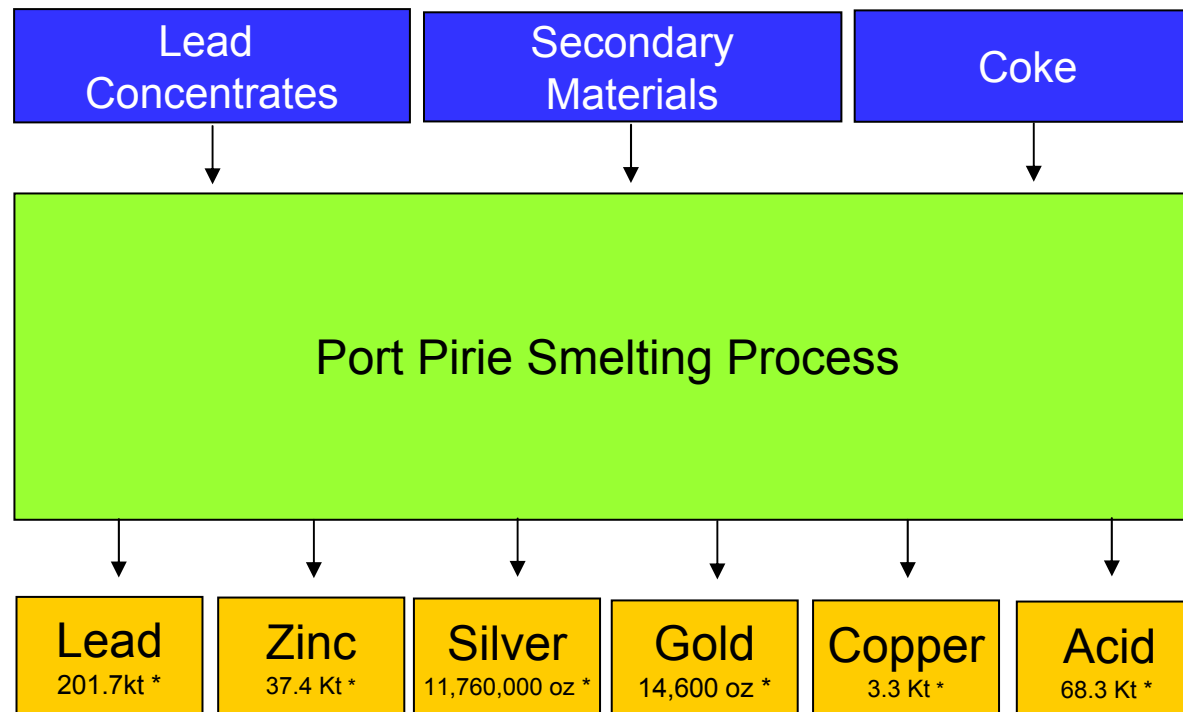 Lead
Concentrates
Secondary
Materials
Coke
Port Pirie Smelting Process
Lead
201.7kt *
Zinc
37.4 Kt *
Silver
11,760,000 oz *
Gold
14,600 oz *
Copper
3.3 Kt *
Acid
68.3 Kt *